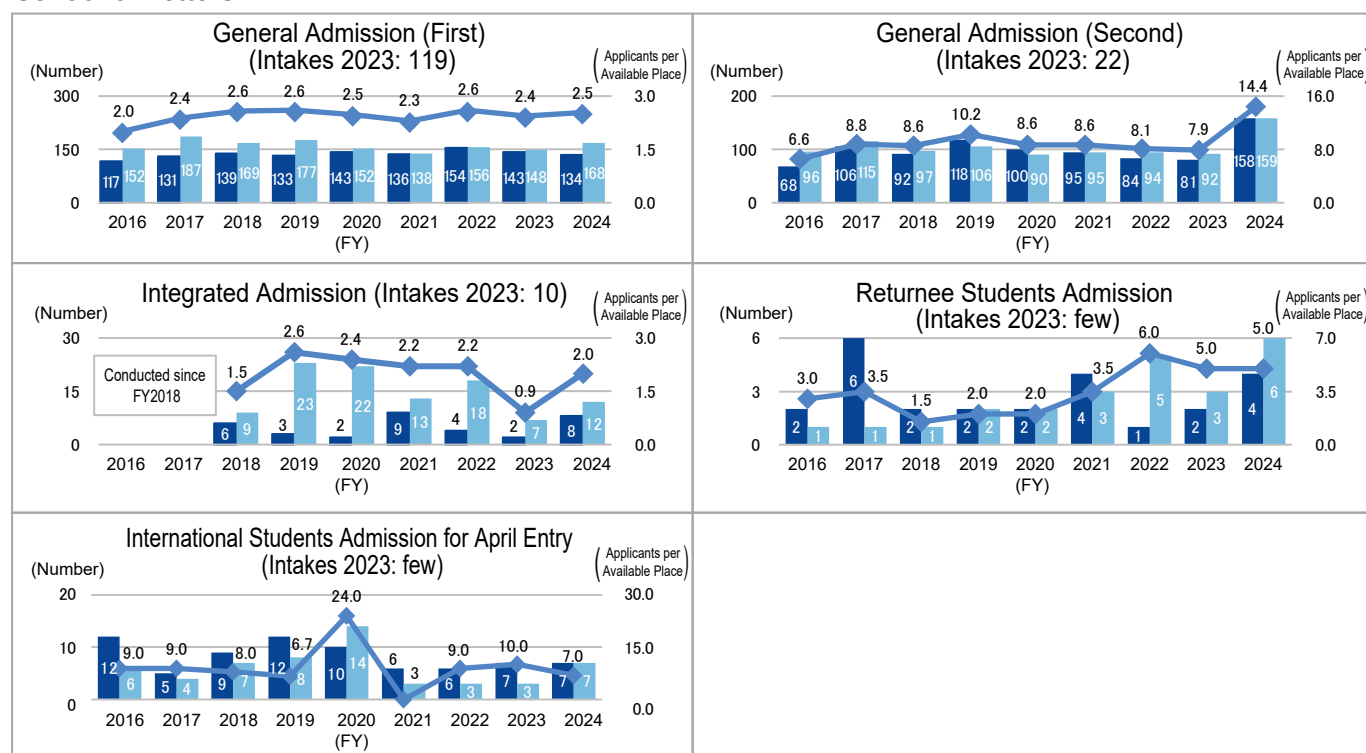 General Admission (First)
(Intakes 2023: 119)
(Number)
(Applicants per
Available Place)
300
150
0
3.0
1.5
0.0
2.0
2.4
2.6
2.6
2.5
2.3
2.6
2.4
2.5
117 152 131 187 139 169 133 177 143 152 136 138 154 156 143 148 134 168
2016 2017 2018 2019 2020 2021 2022 2023 2024
(FY)
General Admission (Second)
(Intakes 2023: 22)
(Number)
(Applicants per
Available Place)
200
100
0
16.0
8.0
0.0
6.6
8.8
8.6
10.2
8.6
8.6
8.1
7.9
14.4
68 96 106 115 92 97 118 106 100 90 95 95 84 94 81 92 158 159
2016 2017 2018 2019 2020 2021 2022 2023 2024
(FY)
Integrated Admission (Intakes 2023: 10)
(Number)
(Applicants per
Available Place)
30
15
0
3.0
1.5
0.0
Conducted since
FY2018
1.5
2.6
2.4
2.2
2.2
0.9
2.0
6 9 3 23 2 22 9 13 4 18 2 7 8 12
2016 2017 2018 2019 2020 2021 2022 2023 2024
(FY)
Returnee Students Admission
(Intakes 2023: few)
(Number)
(Applicants per
Available Place)
6
3
0
7.0
3.5
0.0
3.0
3.5
1.5
2.0
2.0
3.5
6.0
5.0
5.0
2 1 6 1 2 1 2 2 2 2 4 3 1 5 2 3 4 6
2016 2017 2018 2019 2020 2021 2022 2023 2024
(FY)
International Students Admission for April Entry
(Intakes 2023: few)
(Number)
(Applicants per
Available Place)
20
10
0
30.0
15.0
0.0
9.0
9.0
8.0
6.7
24.0
9.0
10.0
7.0
12 6 5 4 9 7 12 8 10 14 6 3 6 3 7 3 7 7
2016 2017 2018 2019 2020 2021 2022 2023 2024
(FY)